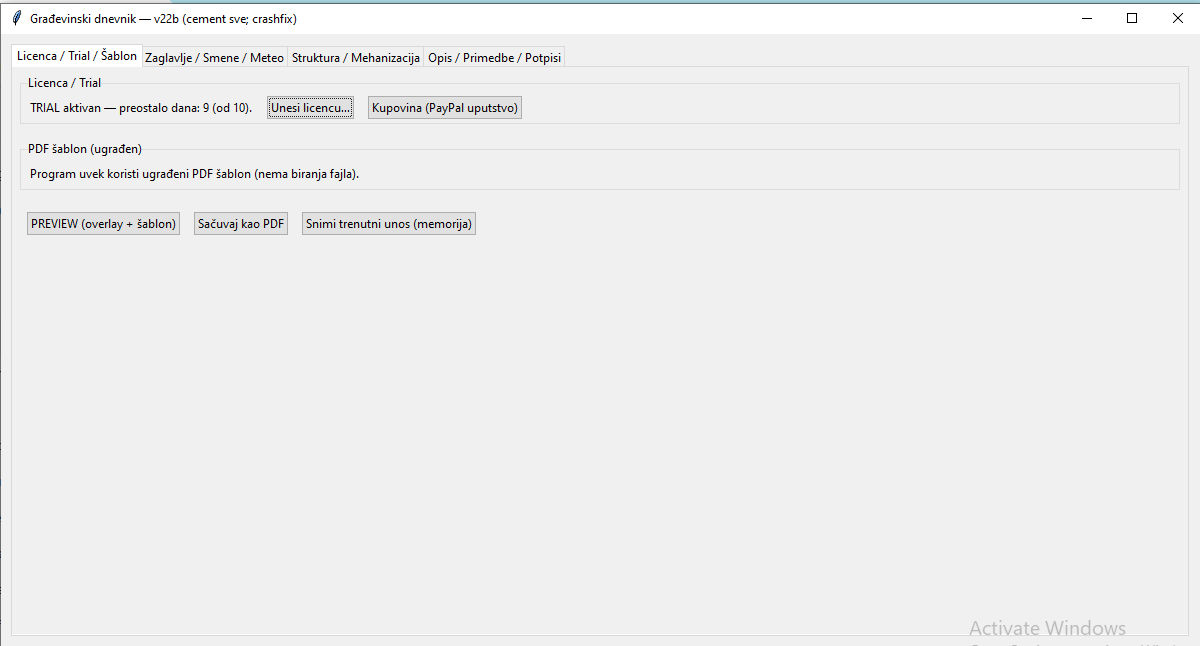 Građevinski dnevnik — v22b (cement sve; crashfix)
Licenca / Trial / Šablon Zaglavlje / Smene / Meteo Struktura / Mehanizacija Opis / Primedbe / Potpisi
Licenca / Trial
TRIAL aktivan — preostalo dana: 9 (od 10). Unesi licencu... Kupovina (PayPal uputstvo)
PDF šablon (ugrađen)
Program uvek koristi ugrađeni PDF šablon (nema biranja fajla).
PREVIEW (overlay + šablon) Sačuvaj kao PDF Snimi trenutni unos (memorija)
Activate Windows